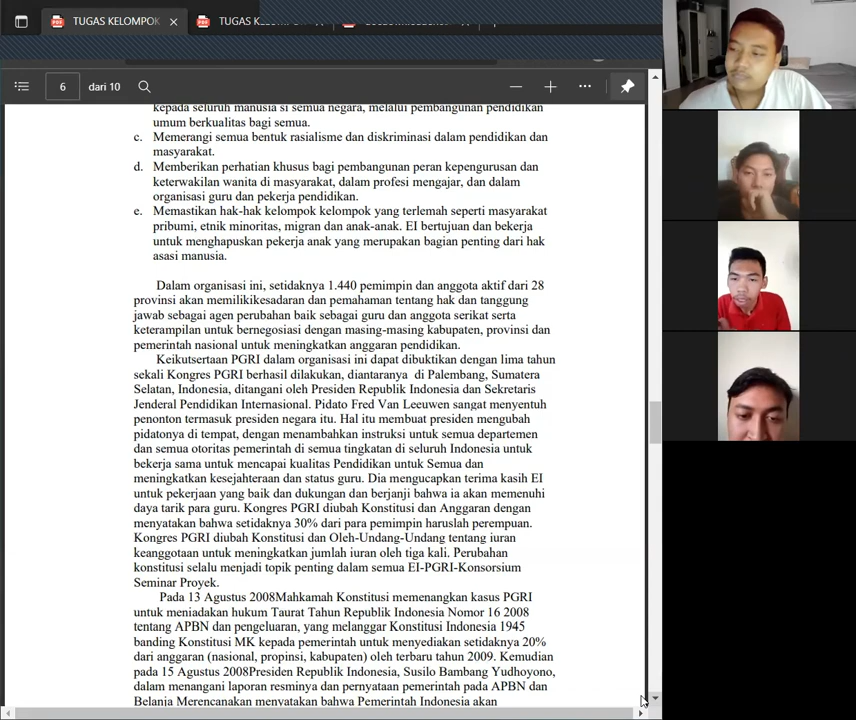 TUGAS KELOMPOK
6
dari 10
kepada seluruh manusia si semua negara, melalui pembangunan pendidikan
umum berkualitas bagi semua.
c. Memerangi semua bentuk rasialisme dan diskriminasi dalam pendidikan dan
masyarakat.
d. Memberikan perhatian khusus bagi pembangunan peran kepengurusan dan
keterwakilan wanita di masyarakat, dalam profesi mengajar, dan dalam
organisasi guru dan pekerja pendidikan.
e. Memastikan hak-hak kelompok kelompok yang terlemah seperti masyarakat
pribumi, etnik minoritas, migran dan anak-anak. EI bertujuan dan bekerja
untuk menghapuskan pekerja anak yang merupakan bagian penting dari hak
asasi manusia.
Dalam organisasi ini, setidaknya 1.440 pemimpin dan anggota aktif dari 28
provinsi akan memilikikesadaran dan pemahaman tentang hak dan tanggung
jawab sebagai agen perubahan baik sebagai guru dan anggota serikat serta
keterampilan untuk bernegosiasi dengan masing-masing kabupaten, provinsi dan
pemerintah nasional untuk meningkatkan anggaran pendidikan.
Keikutsertaan PGRI dalam organisasi ini dapat dibuktikan dengan lima tahun
sekali Kongres PGRI berhasil dilakukan, diantaranya di Palembang, Sumatera
Selatan, Indonesia, ditangani oleh Presiden Republik Indonesia dan Sekretaris
Jenderal Pendidikan Internasional. Pidato Fred Van Leeuwen sangat menyentuh
penonton termasuk presiden negara itu. Hal itu membuat presiden mengubah
pidatonya di tempat, dengan menambahkan instruksi untuk semua departemen
dan semua otoritas pemerintah di semua tingkatan di seluruh Indonesia untuk
bekerja sama untuk mencapai kualitas Pendidikan untuk Semua dan
meningkatkan kesejahteraan dan status guru. Dia mengucapkan terima kasih EI
untuk pekerjaan yang baik dan dukungan dan berjanji bahwa ia akan memenuhi
daya tarik para guru. Kongres PGRI diubah Konstitusi dan Anggaran dengan
menyatakan bahwa setidaknya 30% dari para pemimpin haruslah perempuan.
Kongres PGRI diubah Konstitusi dan Oleh-Undang-Undang tentang iuran
keanggotaan untuk meningkatkan jumlah iuran oleh tiga kali. Perubahan
konstitusi selalu menjadi topik penting dalam semua EI-PGRI-Konsorsium
Seminar Proyek.
Pada 13 Agustus 2008Mahkamah Konstitusi memenangkan kasus PGRI
untuk meniadakan hukum Taurat Tahun Republik Indonesia Nomor 16 2008
tentang APBN dan pengeluaran, yang melanggar Konstitusi Indonesia 1945
banding Konstitusi MK kepada pemerintah untuk menyediakan setidaknya 20%
dari anggaran (nasional, propinsi, kabupaten) oleh terbaru tahun 2009. Kemudian
pada 15 Agustus 2008Presiden Republik Indonesia, Susilo Bambang Yudhoyono,
dalam menangani laporan resminya dan pernyataan pemerintah pada APBN dan
Belanja Merencanakan menyatakan bahwa Pemerintah Indonesia akan